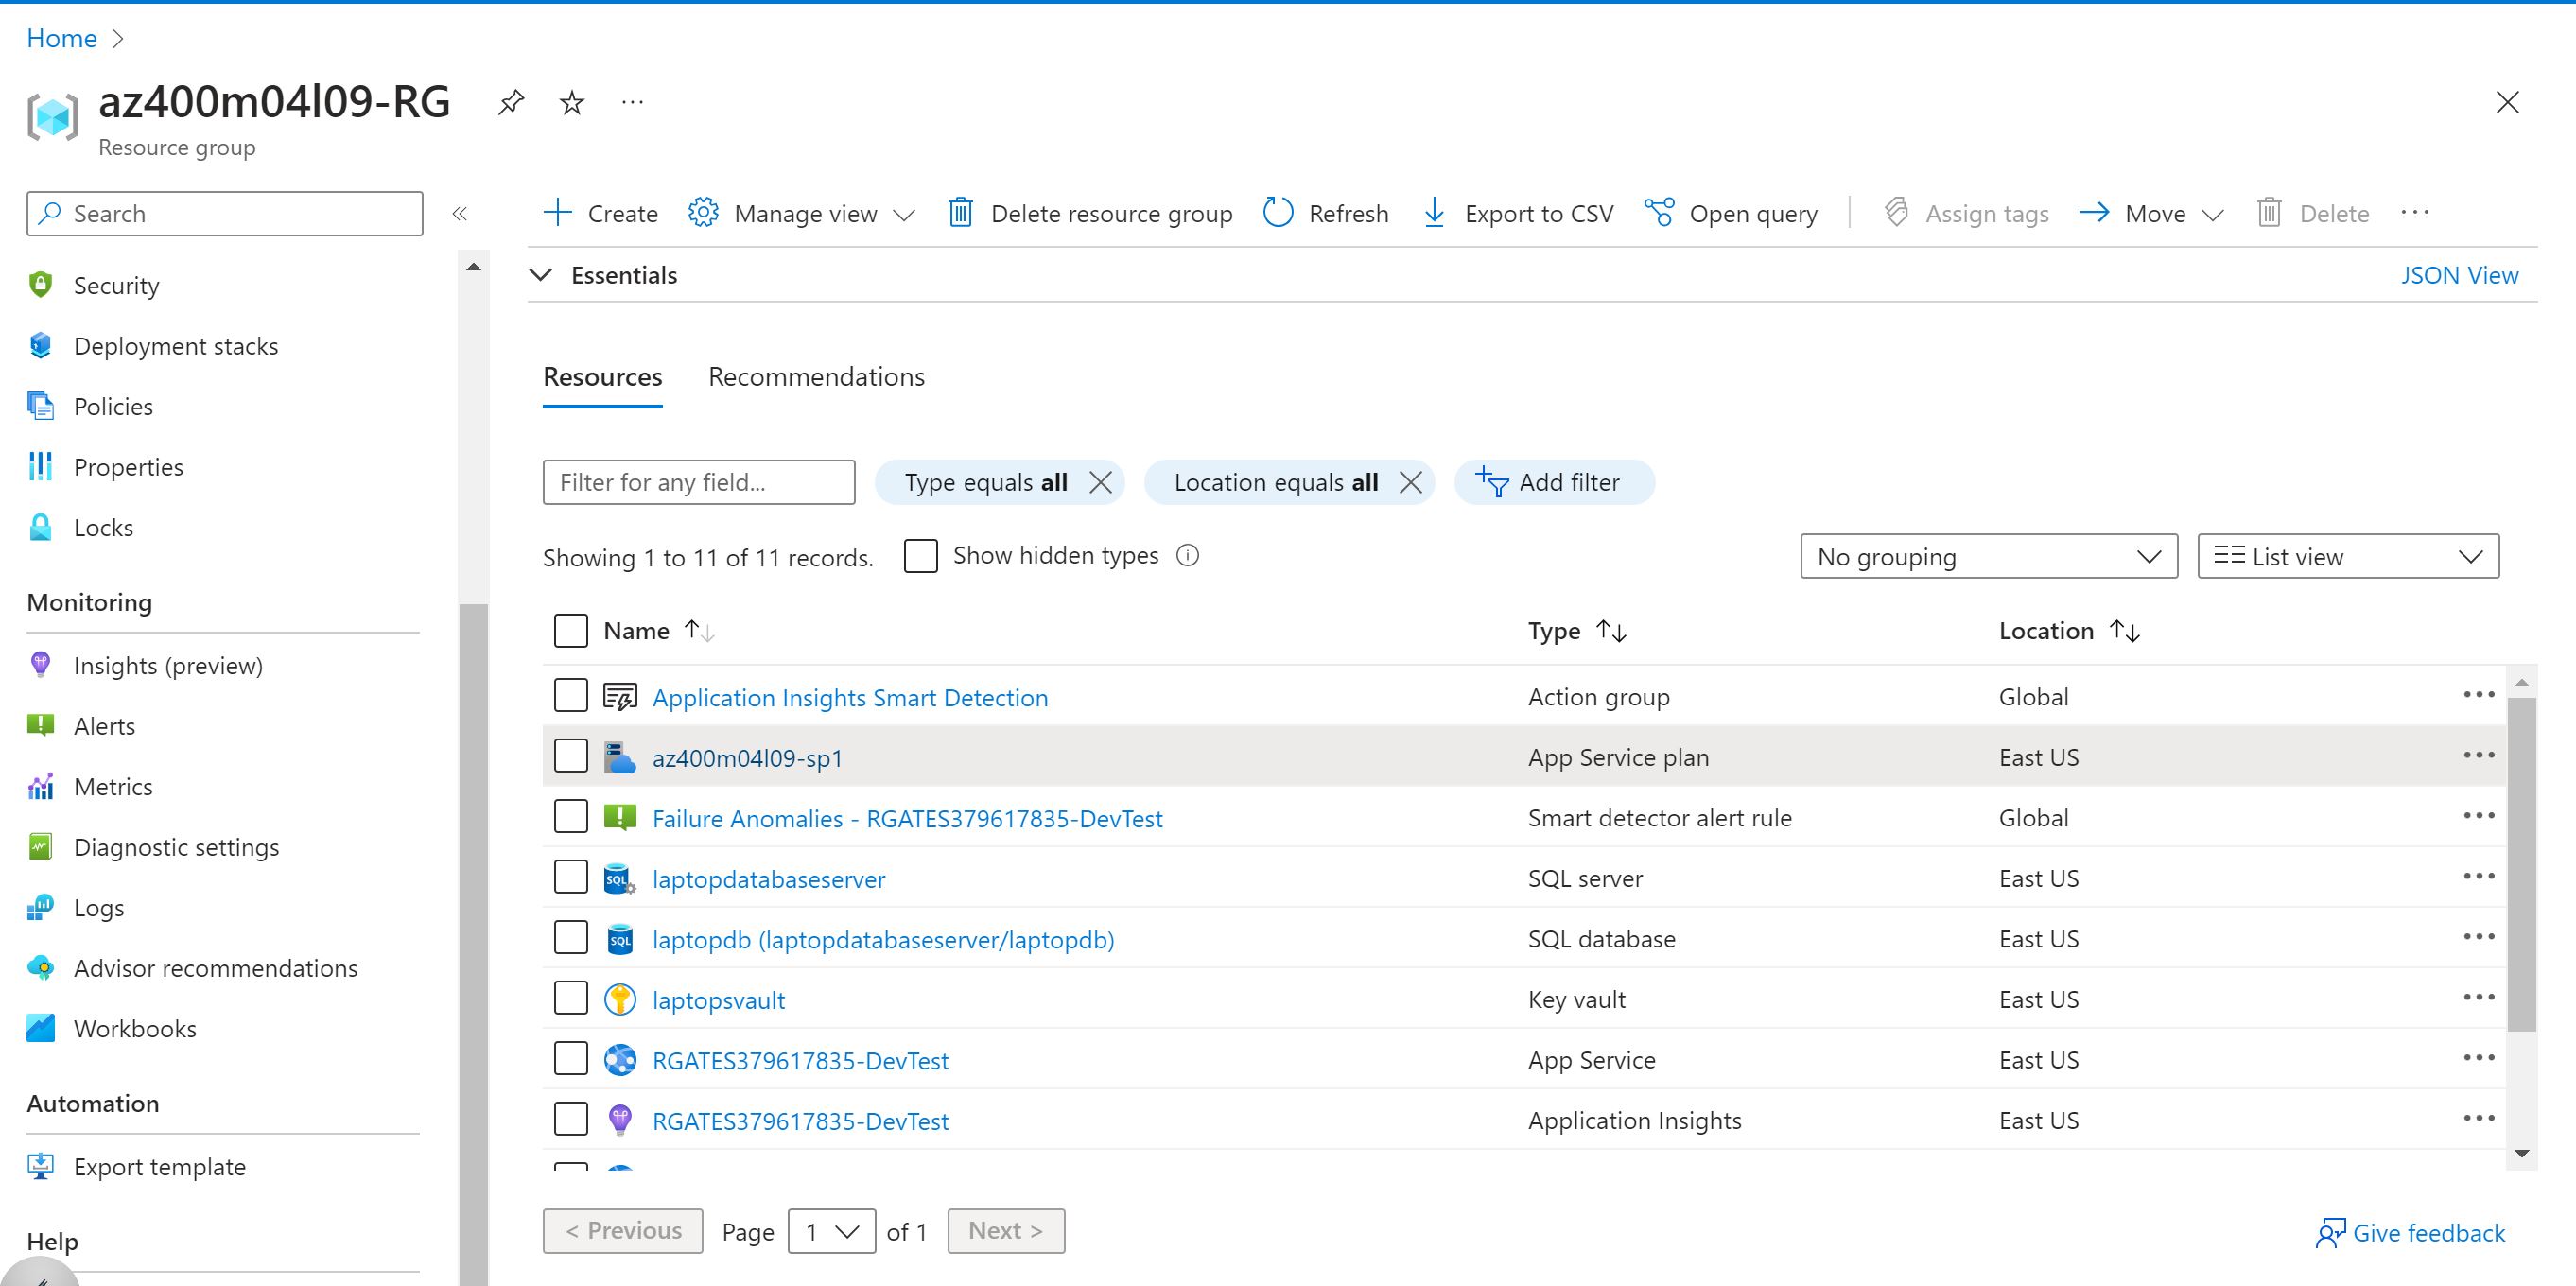 Home
az400m04l09-RG
Resource group
Search
Security
Deployment stacks
Policies
Properties
Locks
Monitoring
Insights (preview)
Alerts
Metrics
Diagnostic settings
Logs
Advisor recommendations
Workbooks
Automation
Export template
Help
Create Manage view Delete resource group Refresh Export to CSV Open query Assign tags Move Delete
Essentials JSON View
Resources Recommendations
Filter for any field... Type equals all Location equals all Add filter
Showing 1 to 11 of 11 records. Show hidden types No grouping List view
Name Type Location
Application Insights Smart Detection Action group Global
az400m04l09-sp1 App Service plan East US
Failure Anomalies - RGATES379617835-DevTest Smart detector alert rule Global
SQL laptopdatabaseserver SQL server East US
SQL laptopdb (laptopdatabaseserver/laptopdb) SQL database East US
laptopsvault Key vault East US
RGATES379617835-DevTest App Service East US
RGATES379617835-DevTest Application Insights East US
< Previous Page 1 of 1 Next >
Give feedback